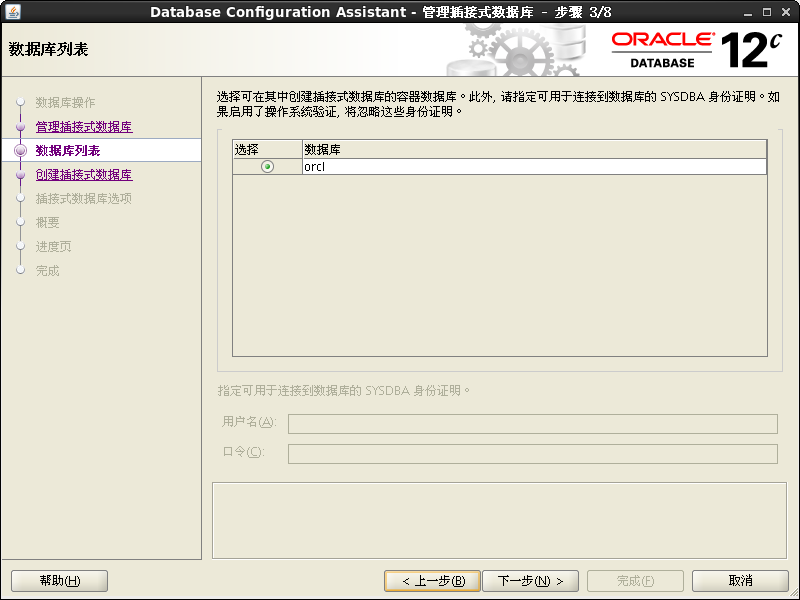 Database Configuration Assistant - 管理插接式数据库 - 步骤 3/8
数据库列表
ORACLE
DATABASE
12c
数据库操作
管理插接式数据库
数据库列表
创建插接式数据库
插接式数据库选项
概要
进度页
完成
选择可在其中创建插接式数据库的容器数据库。此外, 请指定可用于连接到数据库的 SYSDBA 身份证明。如
果启用了操作系统验证, 将忽略这些身份证明。
选择 数据库
orcl
指定可用于连接到数据库的 SYSDBA 身份证明。
用户名(A):
口令(C):
帮助(H) < 上一步(B) 下一步(N) > 完成(F) 取消